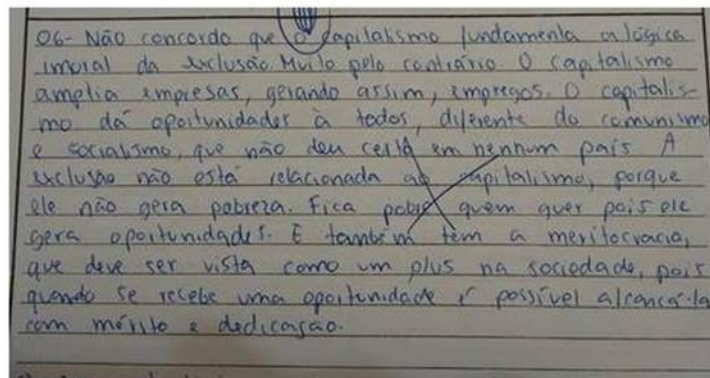 06- Não concordo que o capitalismo fundamenta a lógica
imoral da exclusão Muito pelo contrário. O capitalismo
amplia empresas, gerando assim, empregos. O capitalis-
mo dá oportunidades à todos, diferente do comunismo
e socialismo, que não deu certo em nenhum país A
exclusão não está relacionada ao capitalismo, porque
ele não gera pobreza. Fica pobre quem quer pois ele
gera oportunidades. E também tem a meritocracia,
que deve ser vista como um plus na sociedade, pois
quando se recebe uma oportunidade é possível alcançá-la
com mérito e dedicação.